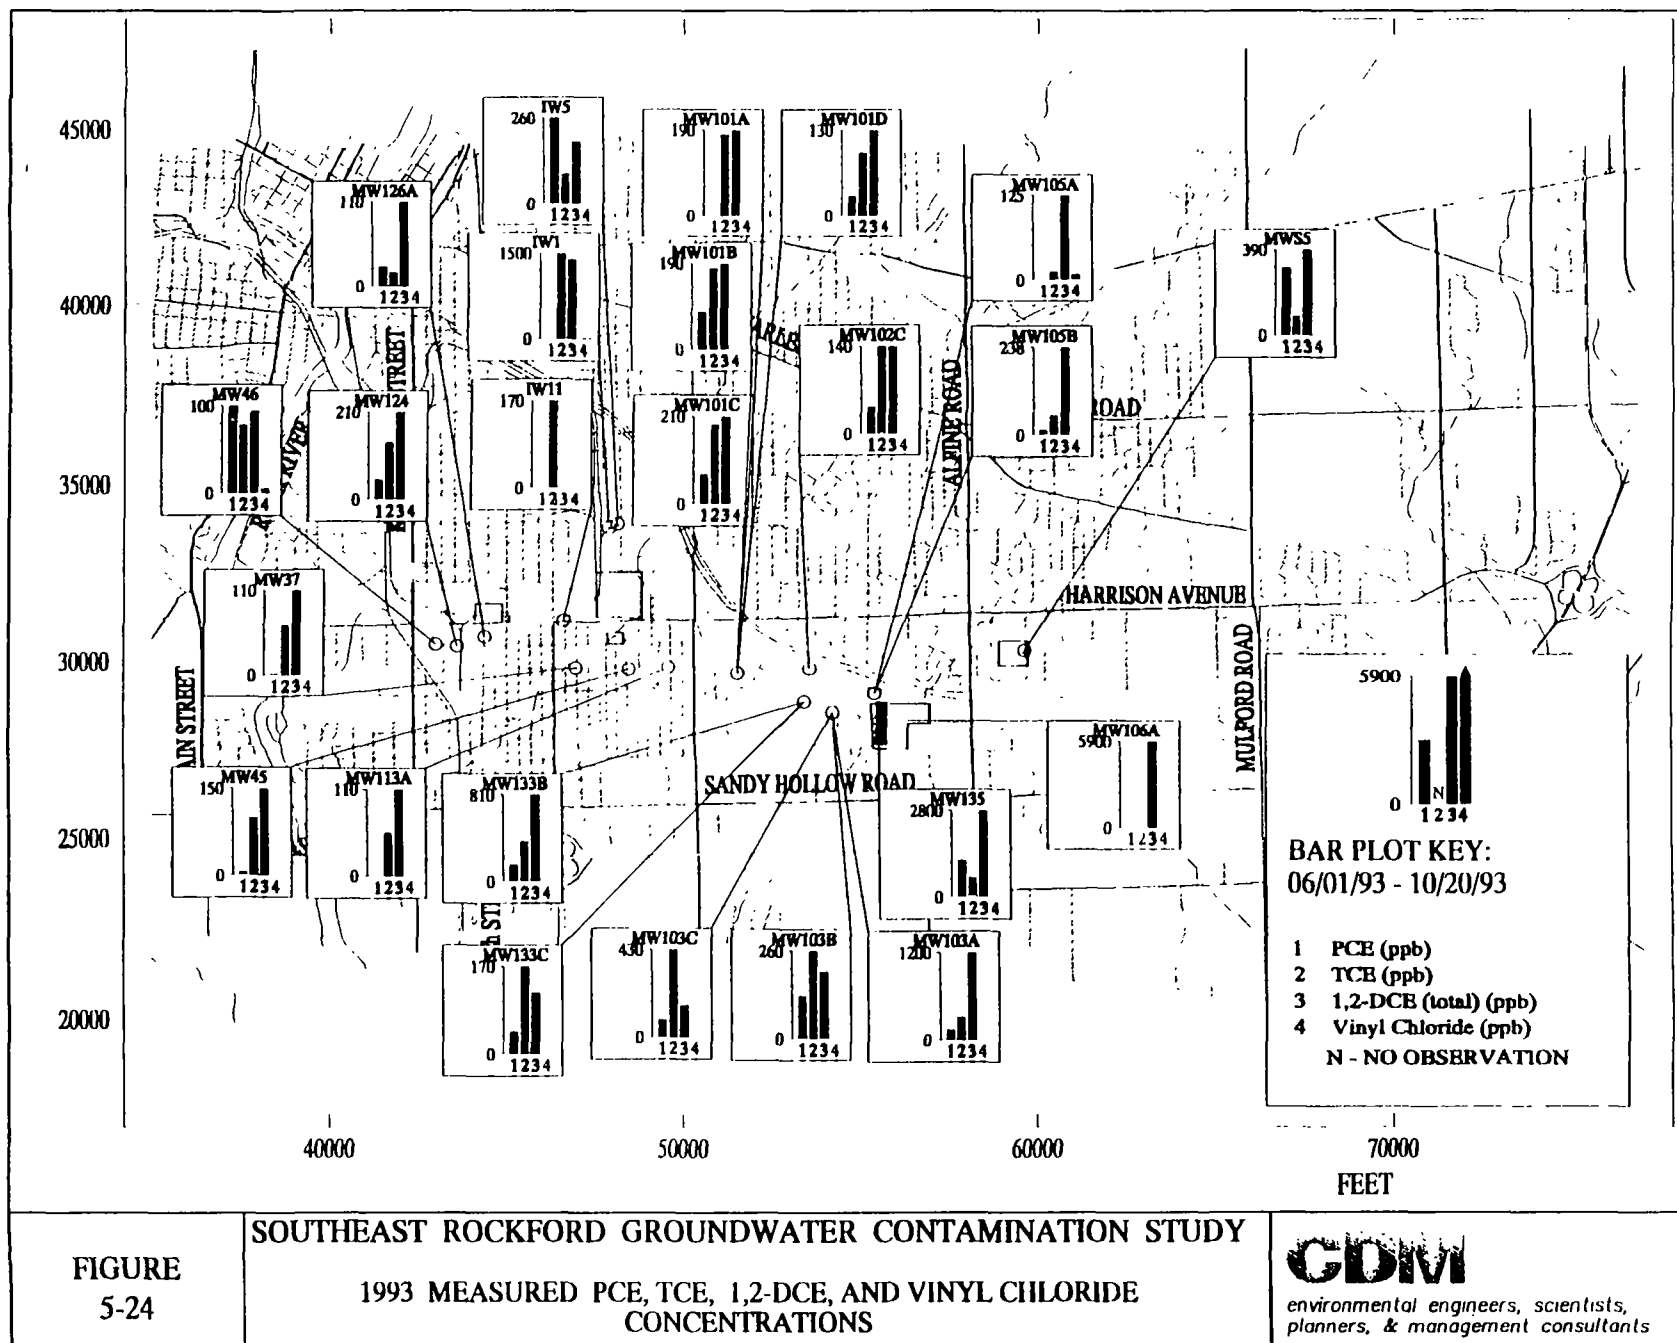 45000
40000
35000
30000
25000
20000
40000
50000
60000
70000
FEET
IW5
260
0
1234
MW101A
190
0
1234
MW101D
130
0
1234
MW126A
110
0
1234
MW105A
125
0
1234
IW1
1500
0
1234
MW101B
190
0
1234
MWS5
390
0
1234
MW102C
140
0
1234
MW105B
230
0
1234
MW46
100
0
1234
MW124
210
0
1234
IW11
170
0
1234
MW101C
210
0
1234
MW37
110
0
1234
MW45
150
0
1234
MW113A
110
0
1234
MW133B
810
0
1234
MW135
2800
0
1234
MW106A
5900
0
1234
MW133C
170
0
1234
MW103C
430
0
1234
MW103B
260
0
1234
MW103A
1200
0
1234
STREET
RIVER
ALPINE ROAD
ROAD
HARRISON AVENUE
MULFORD ROAD
AIN STREET
SANDY HOLLOW ROAD
5900
0
N
1234
BAR PLOT KEY:
06/01/93 - 10/20/93
1 PCE (ppb)
2 TCE (ppb)
3 1,2-DCE (total) (ppb)
4 Vinyl Chloride (ppb)
N - NO OBSERVATION
FIGURE
5-24
SOUTHEAST ROCKFORD GROUNDWATER CONTAMINATION STUDY
1993 MEASURED PCE, TCE, 1,2-DCE, AND VINYL CHLORIDE
CONCENTRATIONS
CDM
environmental engineers, scientists,
planners, & management consultants